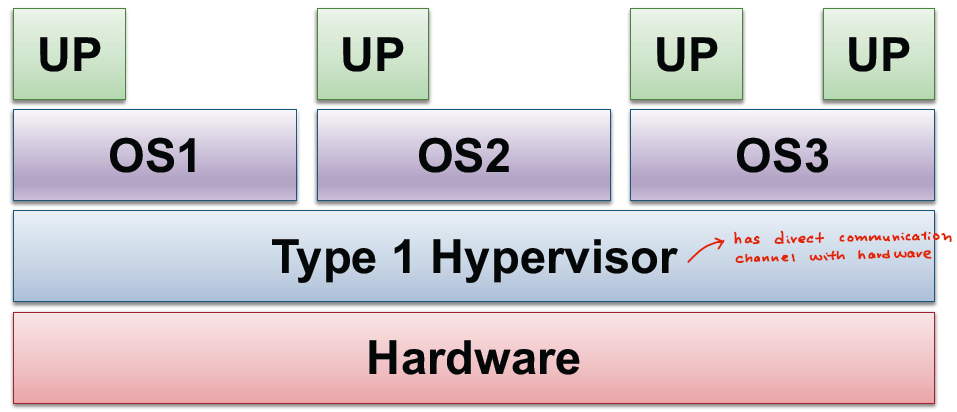 UP UP UP UP
OS1 OS2 OS3
Type 1 Hypervisor
has direct communication
channel with hardware
Hardware